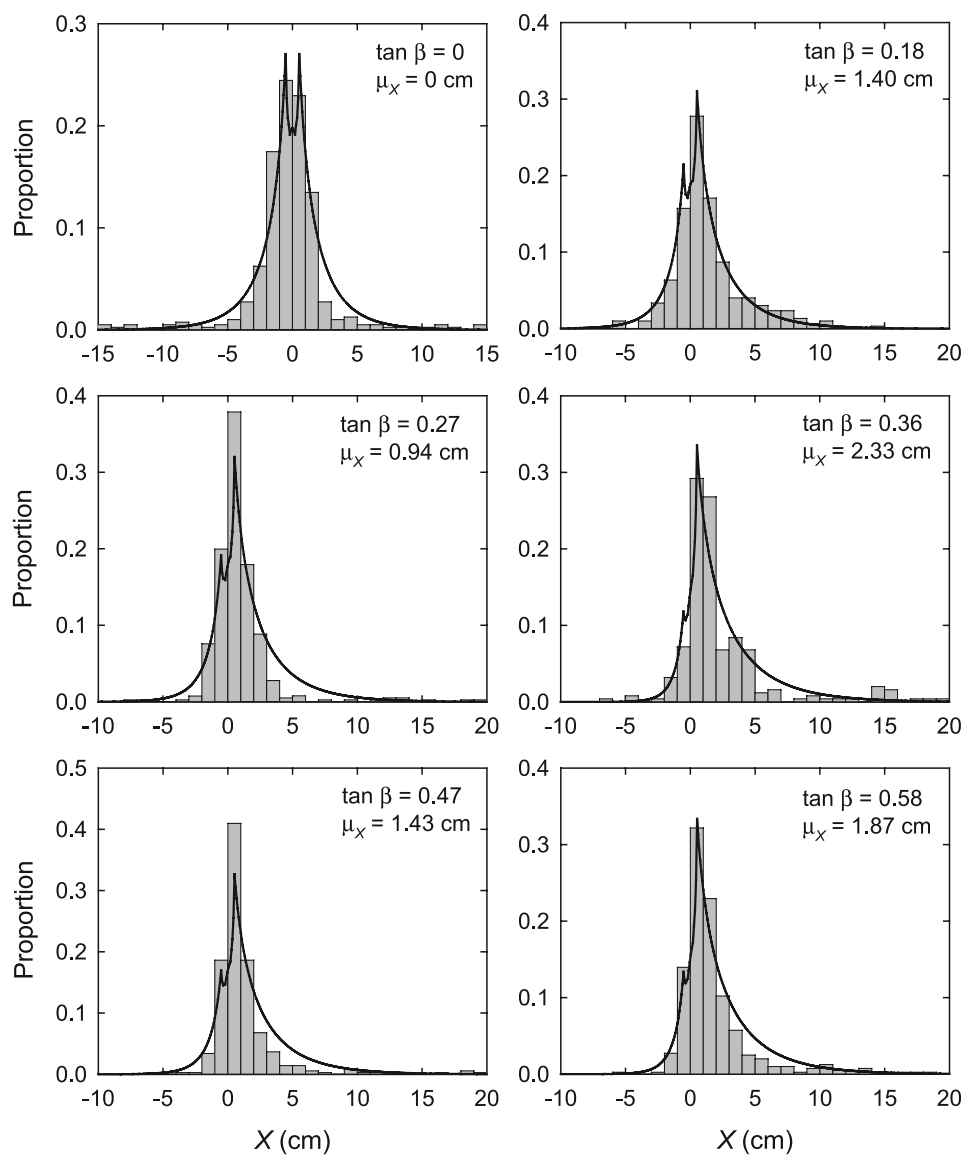 0.3
0.2
0.1
0.0
Proportion
-15 -10 -5 0 5 10 15
tan β = 0
μX = 0 cm
0.4
0.3
0.2
0.1
0.0
-10 -5 0 5 10 15 20
tan β = 0.18
μX = 1.40 cm
0.4
0.3
0.2
0.1
0.0
Proportion
-10 -5 0 5 10 15 20
tan β = 0.27
μX = 0.94 cm
0.4
0.3
0.2
0.1
0.0
-10 -5 0 5 10 15 20
tan β = 0.36
μX = 2.33 cm
0.5
0.4
0.3
0.2
0.1
0.0
Proportion
-10 -5 0 5 10 15 20
X (cm)
tan β = 0.47
μX = 1.43 cm
0.4
0.3
0.2
0.1
0.0
-10 -5 0 5 10 15 20
X (cm)
tan β = 0.58
μX = 1.87 cm